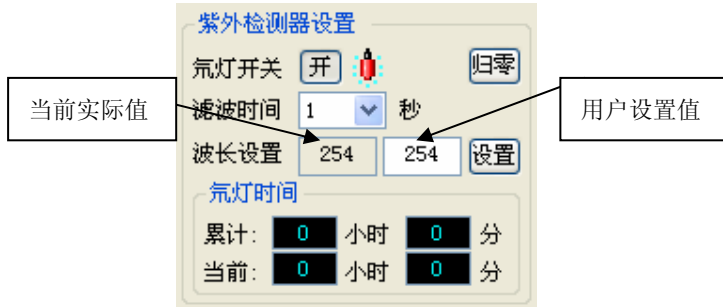 紫外检测器设置
氘灯开关 开 归零
当前实际值
滤波时间 1 秒
用户设置值
波长设置 254 254 设置
氘灯时间
累计: 0 小时 0 分
当前: 0 小时 0 分